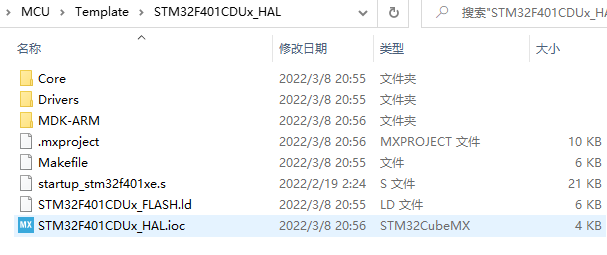 MCU > Template > STM32F401CDUx_HAL 搜索"STM32F401CDUx_HA
名称 修改日期 类型 大小
Core 2022/3/8 20:55 文件夹
Drivers 2022/3/8 20:55 文件夹
MDK-ARM 2022/3/8 20:56 文件夹
.mxproject 2022/3/8 20:56 MXPROJECT 文件 10 KB
Makefile 2022/3/8 20:55 文件 6 KB
startup_stm32f401xe.s 2022/2/19 2:24 S 文件 21 KB
STM32F401CDUx_FLASH.ld 2022/3/8 20:55 LD 文件 6 KB
MX STM32F401CDUx_HAL.ioc 2022/3/8 20:56 STM32CubeMX 4 KB